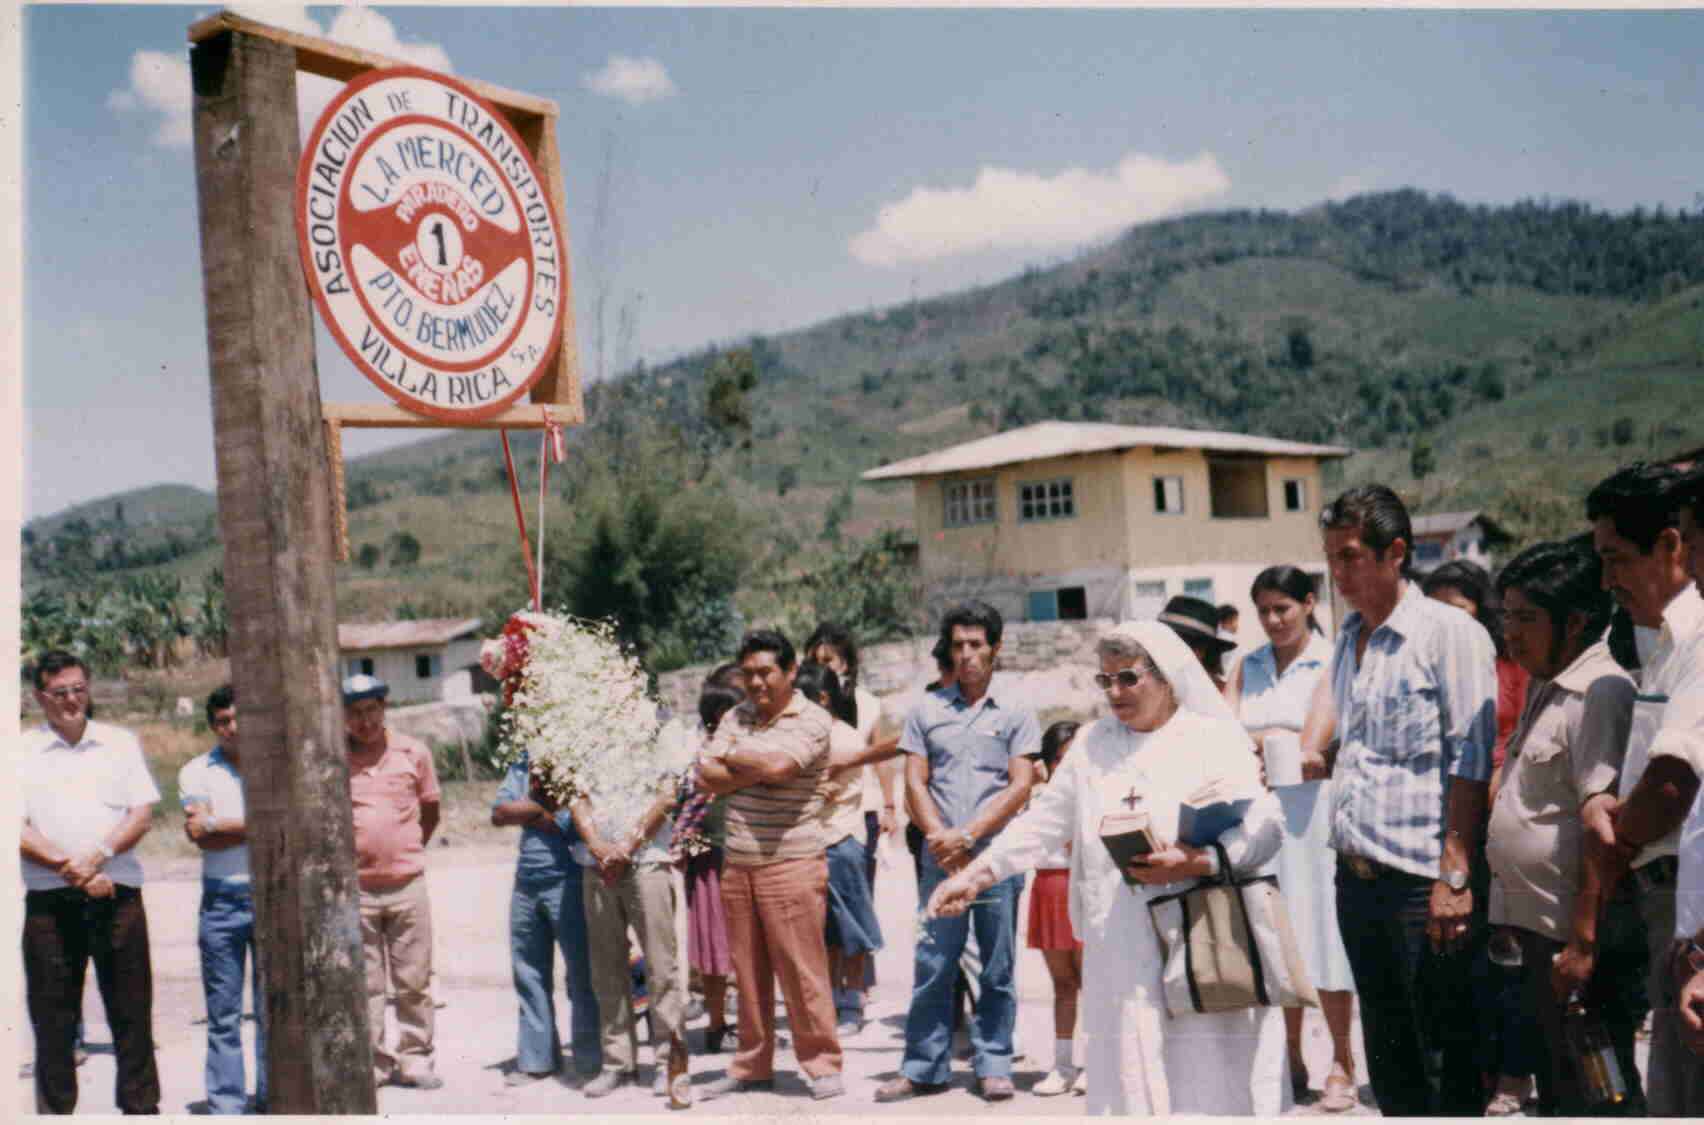 ASOCIACION DE TRANSPORTES
LA MERCED
PARADERO
1
ENEÑAS
PTO. BERMUDEZ
VILLA RICA S.A.